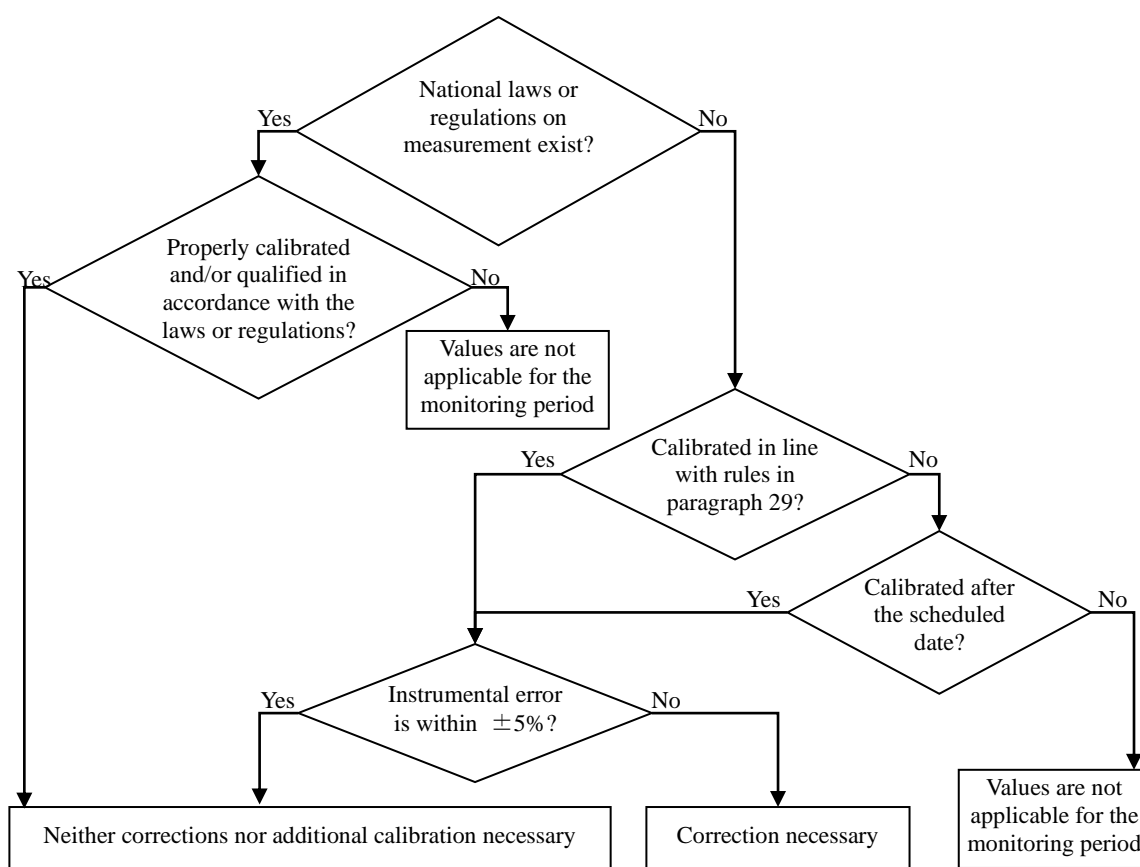 National laws or
regulations on
measurement exist?
Yes
No
Properly calibrated
and/or qualified in
accordance with the
laws or regulations?
Yes
No
Values are not
applicable for the
monitoring period
Calibrated in line
with rules in
paragraph 29?
Yes
No
Calibrated after
the scheduled
date?
Yes
No
Instrumental error
is within ±5%?
Yes
No
Neither corrections nor additional calibration necessary
Correction necessary
Values are not
applicable for the
monitoring period